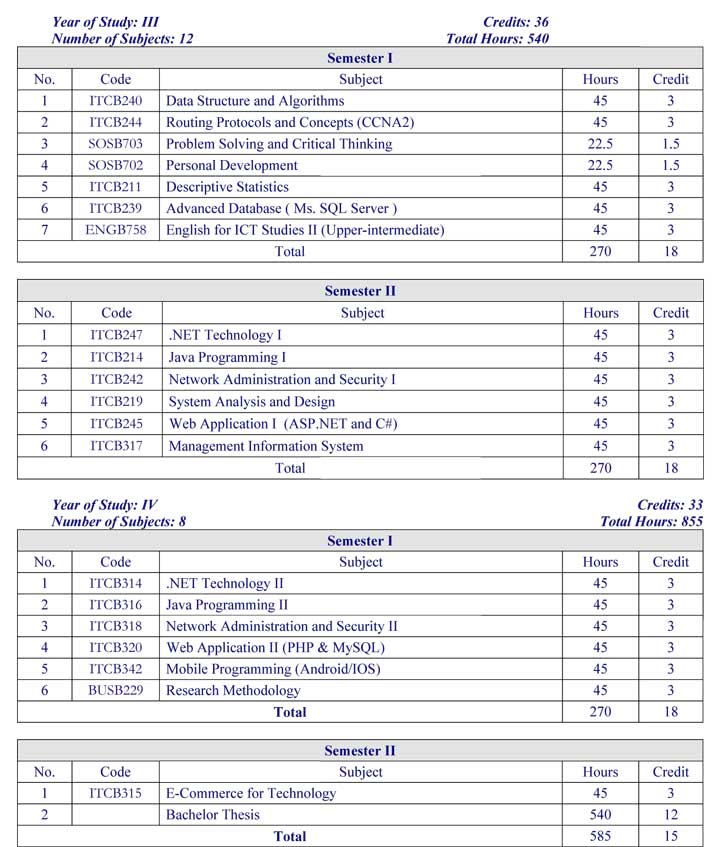 Year of Study: III Credits: 36
Number of Subjects: 12 Total Hours: 540
Semester I
No. Code Subject Hours Credit
1 ITCB240 Data Structure and Algorithms 45 3
2 ITCB244 Routing Protocols and Concepts (CCNA2) 45 3
3 SOSB703 Problem Solving and Critical Thinking 22.5 1.5
4 SOSB702 Personal Development 22.5 1.5
5 ITCB211 Descriptive Statistics 45 3
6 ITCB239 Advanced Database ( Ms. SQL Server ) 45 3
7 ENGB758 English for ICT Studies II (Upper-intermediate) 45 3
Total 270 18
Semester II
No. Code Subject Hours Credit
1 ITCB247 .NET Technology I 45 3
2 ITCB214 Java Programming I 45 3
3 ITCB242 Network Administration and Security I 45 3
4 ITCB219 System Analysis and Design 45 3
5 ITCB245 Web Application I (ASP.NET and C#) 45 3
6 ITCB317 Management Information System 45 3
Total 270 18
Year of Study: IV Credits: 33
Number of Subjects: 8 Total Hours: 855
Semester I
No. Code Subject Hours Credit
1 ITCB314 .NET Technology II 45 3
2 ITCB316 Java Programming II 45 3
3 ITCB318 Network Administration and Security II 45 3
4 ITCB320 Web Application II (PHP & MySQL) 45 3
5 ITCB342 Mobile Programming (Android/IOS) 45 3
6 BUSB229 Research Methodology 45 3
Total 270 18
Semester II
No. Code Subject Hours Credit
1 ITCB315 E-Commerce for Technology 45 3
2 Bachelor Thesis 540 12
Total 585 15